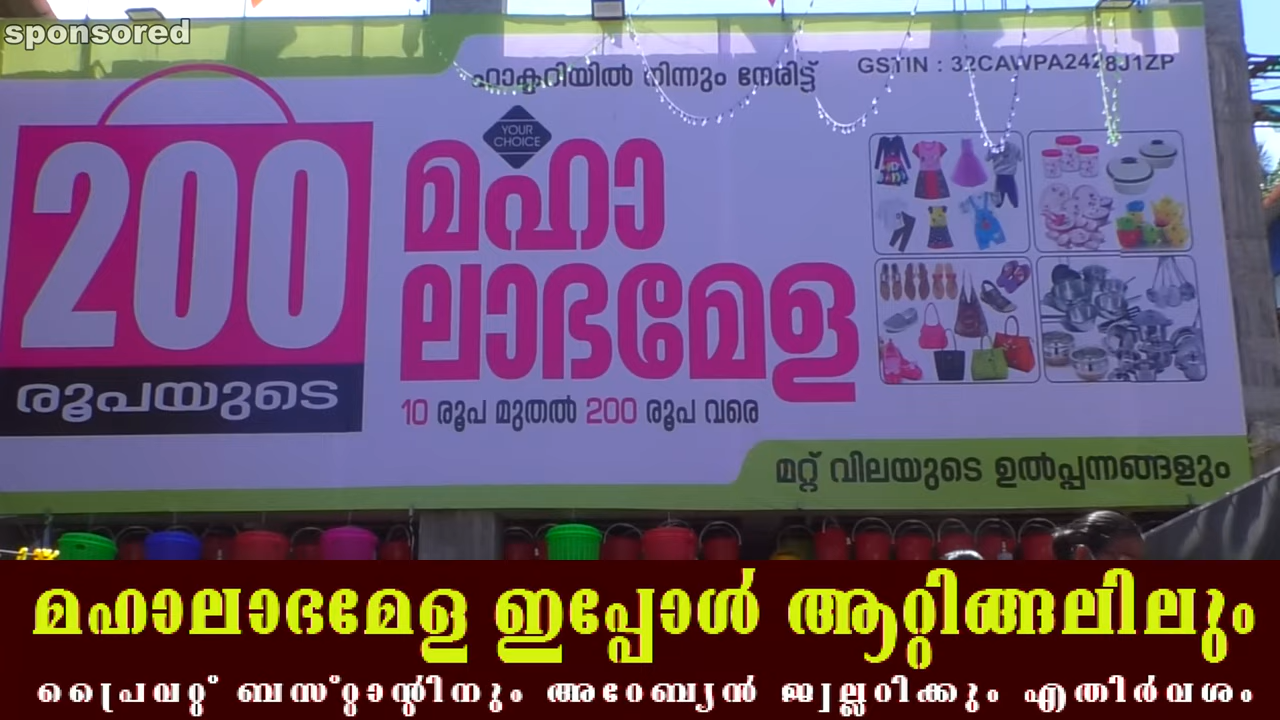 sponsored
ഫാക്ടറിയിൽ നിന്നും നേരിട്ട്
GSTIN : 32CAWPA2428J1ZP
200
രൂപയുടെ
YOUR
CHOICE
മഹാ
ലാഭമേള
10 രൂപ മുതൽ 200 രൂപ വരെ
മറ്റ് വിലയുടെ ഉൽപ്പന്നങ്ങളും
മഹാലാഭമേള ഇപ്പോൾ ആറ്റിങ്ങലിലും
പ്രൈവറ്റ് ബസ്റ്റാന്റിനും അറേബ്യൻ ജ്വല്ലറിക്കും എതിർവശം